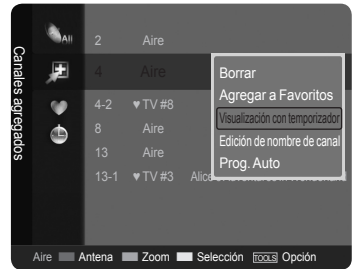 Canales agregados
All
2 Aire
4 Aire
4-2 ♥ TV #8
8 Aire
13 Aire
13-1 ♥ TV #3 Alice
Borrar
Agregar a Favoritos
Visualización con temporizador
Edición de nombre de canal
Prog. Auto
Aire Antena Zoom Selección TOOLS Opción